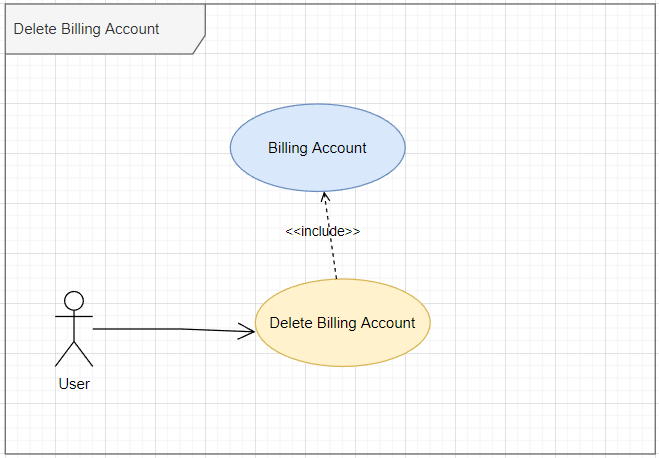 Delete Billing Account
Billing Account
<<include>>
Delete Billing Account
User